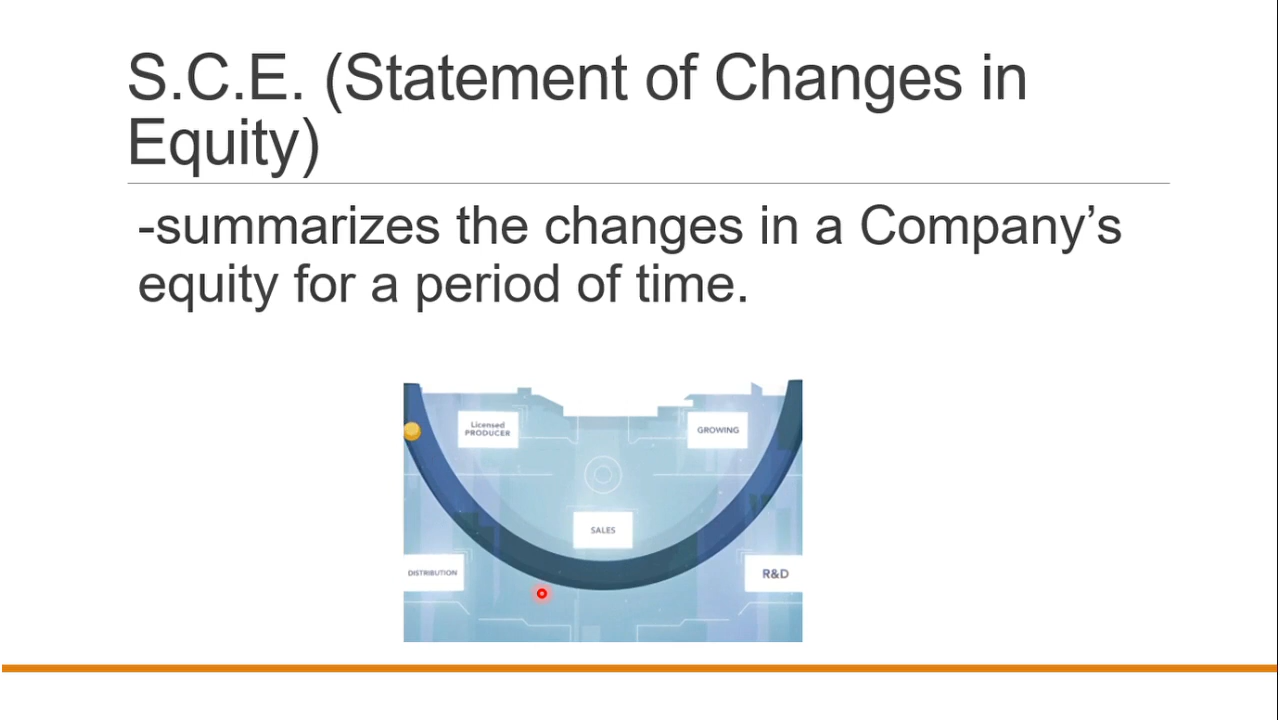 S.C.E. (Statement of Changes in
Equity)
-summarizes the changes in a Company’s
equity for a period of time.
Licensed
PRODUCER
GROWING
SALES
DISTRIBUTION
R&D